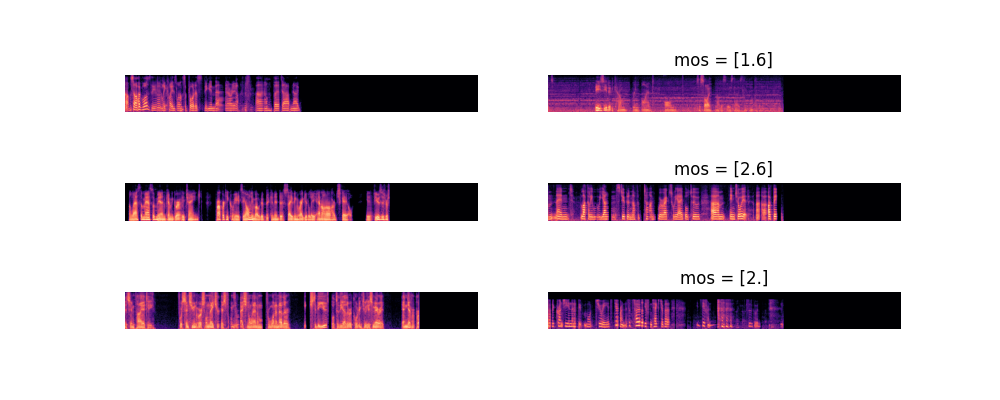 mos = [1.6]
mos = [2.6]
mos = [2.]